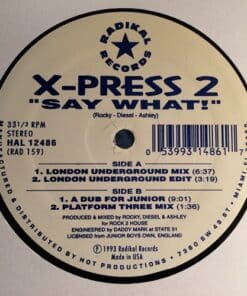 RADIKAL
RECORDS
X-PRESS 2
"SAY WHAT!"
(Rocky - Diesel - Ashley)
33 1/3 RPM
STEREO
HAL 12486
(RAD 159)
0 53993 14861 7
SIDE A
1. LONDON UNDERGROUND MIX (6:37)
2. LONDON UNDERGROUND EDIT (3:19)
SIDE B
1. A DUB FOR JUNIOR (9:01)
2. PLATFORM THREE MIX (1:04)
PRODUCED & MIXED by ROCKY, DIESEL & ASHLEY
for ROCK 2 HOUSE
ENGINEERED by DADDY MARK at STATE 51
LICENSED from JUNIOR BOYS OWN, ENGLAND
℗ 1993 Radikal Records
Made in USA
& DISTRIBUTED BY HOT PRODUCTIONS